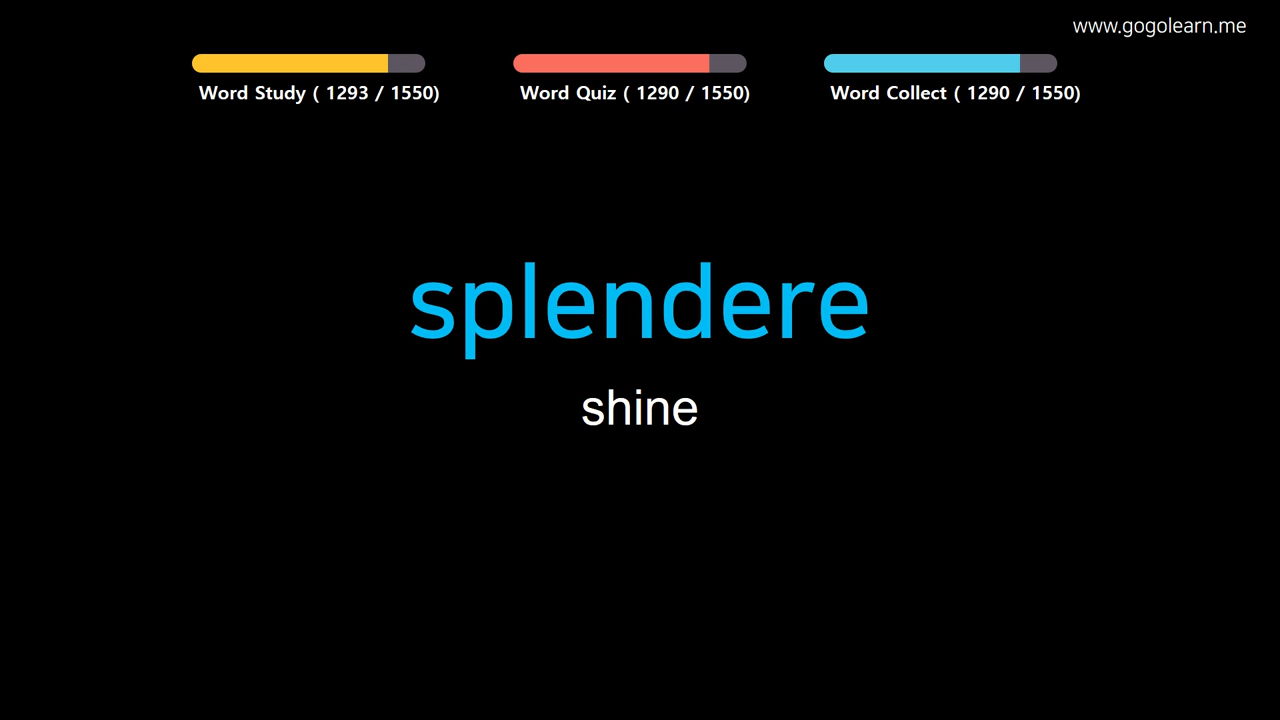 www.gogolearn.me
Word Study ( 1293 / 1550)
Word Quiz ( 1290 / 1550)
Word Collect ( 1290 / 1550)
splendere
shine